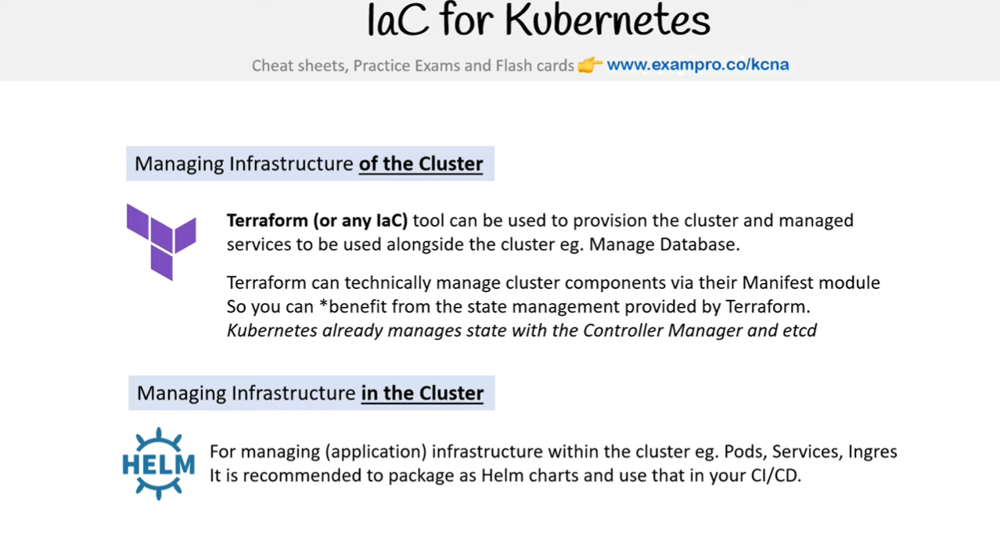 IaC for Kubernetes
Cheat sheets, Practice Exams and Flash cards 👉 www.exampro.co/kcna
Managing Infrastructure of the Cluster
Terraform (or any IaC) tool can be used to provision the cluster and managed
services to be used alongside the cluster eg. Manage Database.
Terraform can technically manage cluster components via their Manifest module
So you can *benefit from the state management provided by Terraform.
Kubernetes already manages state with the Controller Manager and etcd
Managing Infrastructure in the Cluster
HELM
For managing (application) infrastructure within the cluster eg. Pods, Services, Ingres
It is recommended to package as Helm charts and use that in your CI/CD.